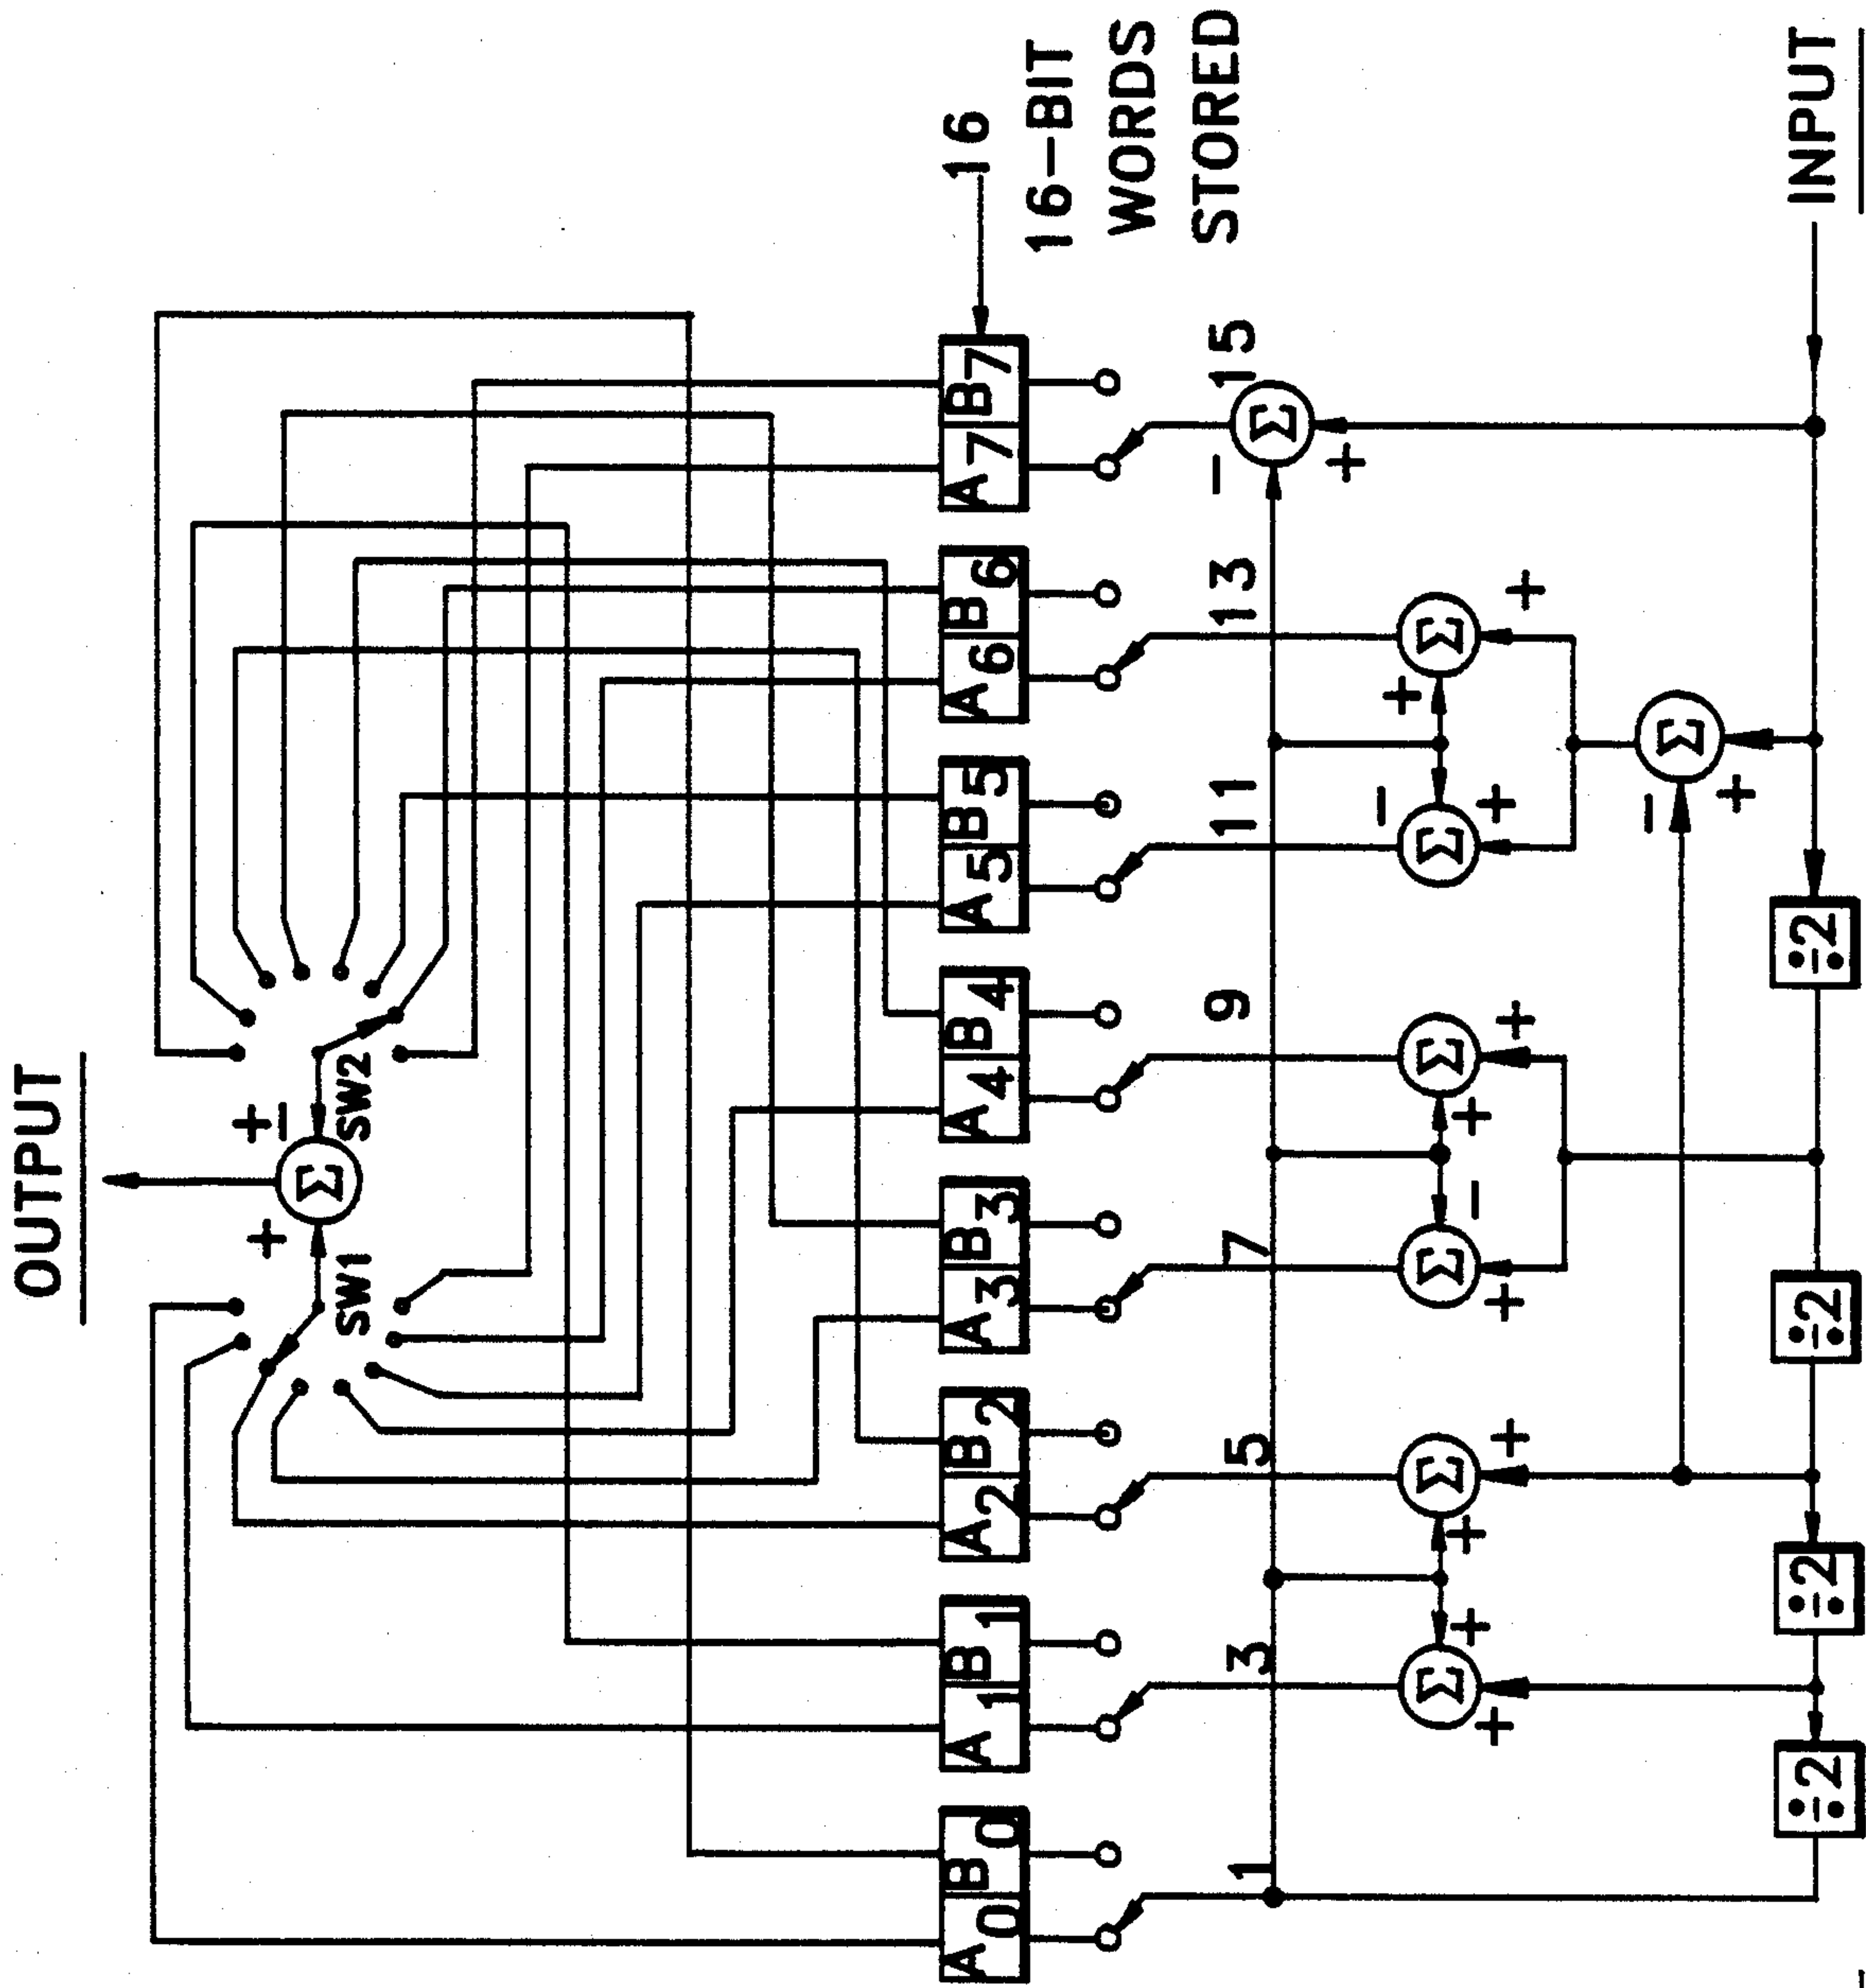 OUTPUT
+
+
−
SW1
SW2
Σ
A0 B0
A1 B1
A2 B2
A3 B3
A4 B4
A5 B5
A6 B6
A7 B7
16
16-BIT
WORDS
STORED
1
3
5
7
9
11
13
15
−
Σ
+
Σ
+
+
Σ
+
+
Σ
+
−
Σ
+
+
Σ
−
+
Σ
+
+
Σ
−
+
÷2
÷2
÷2
÷2
INPUT